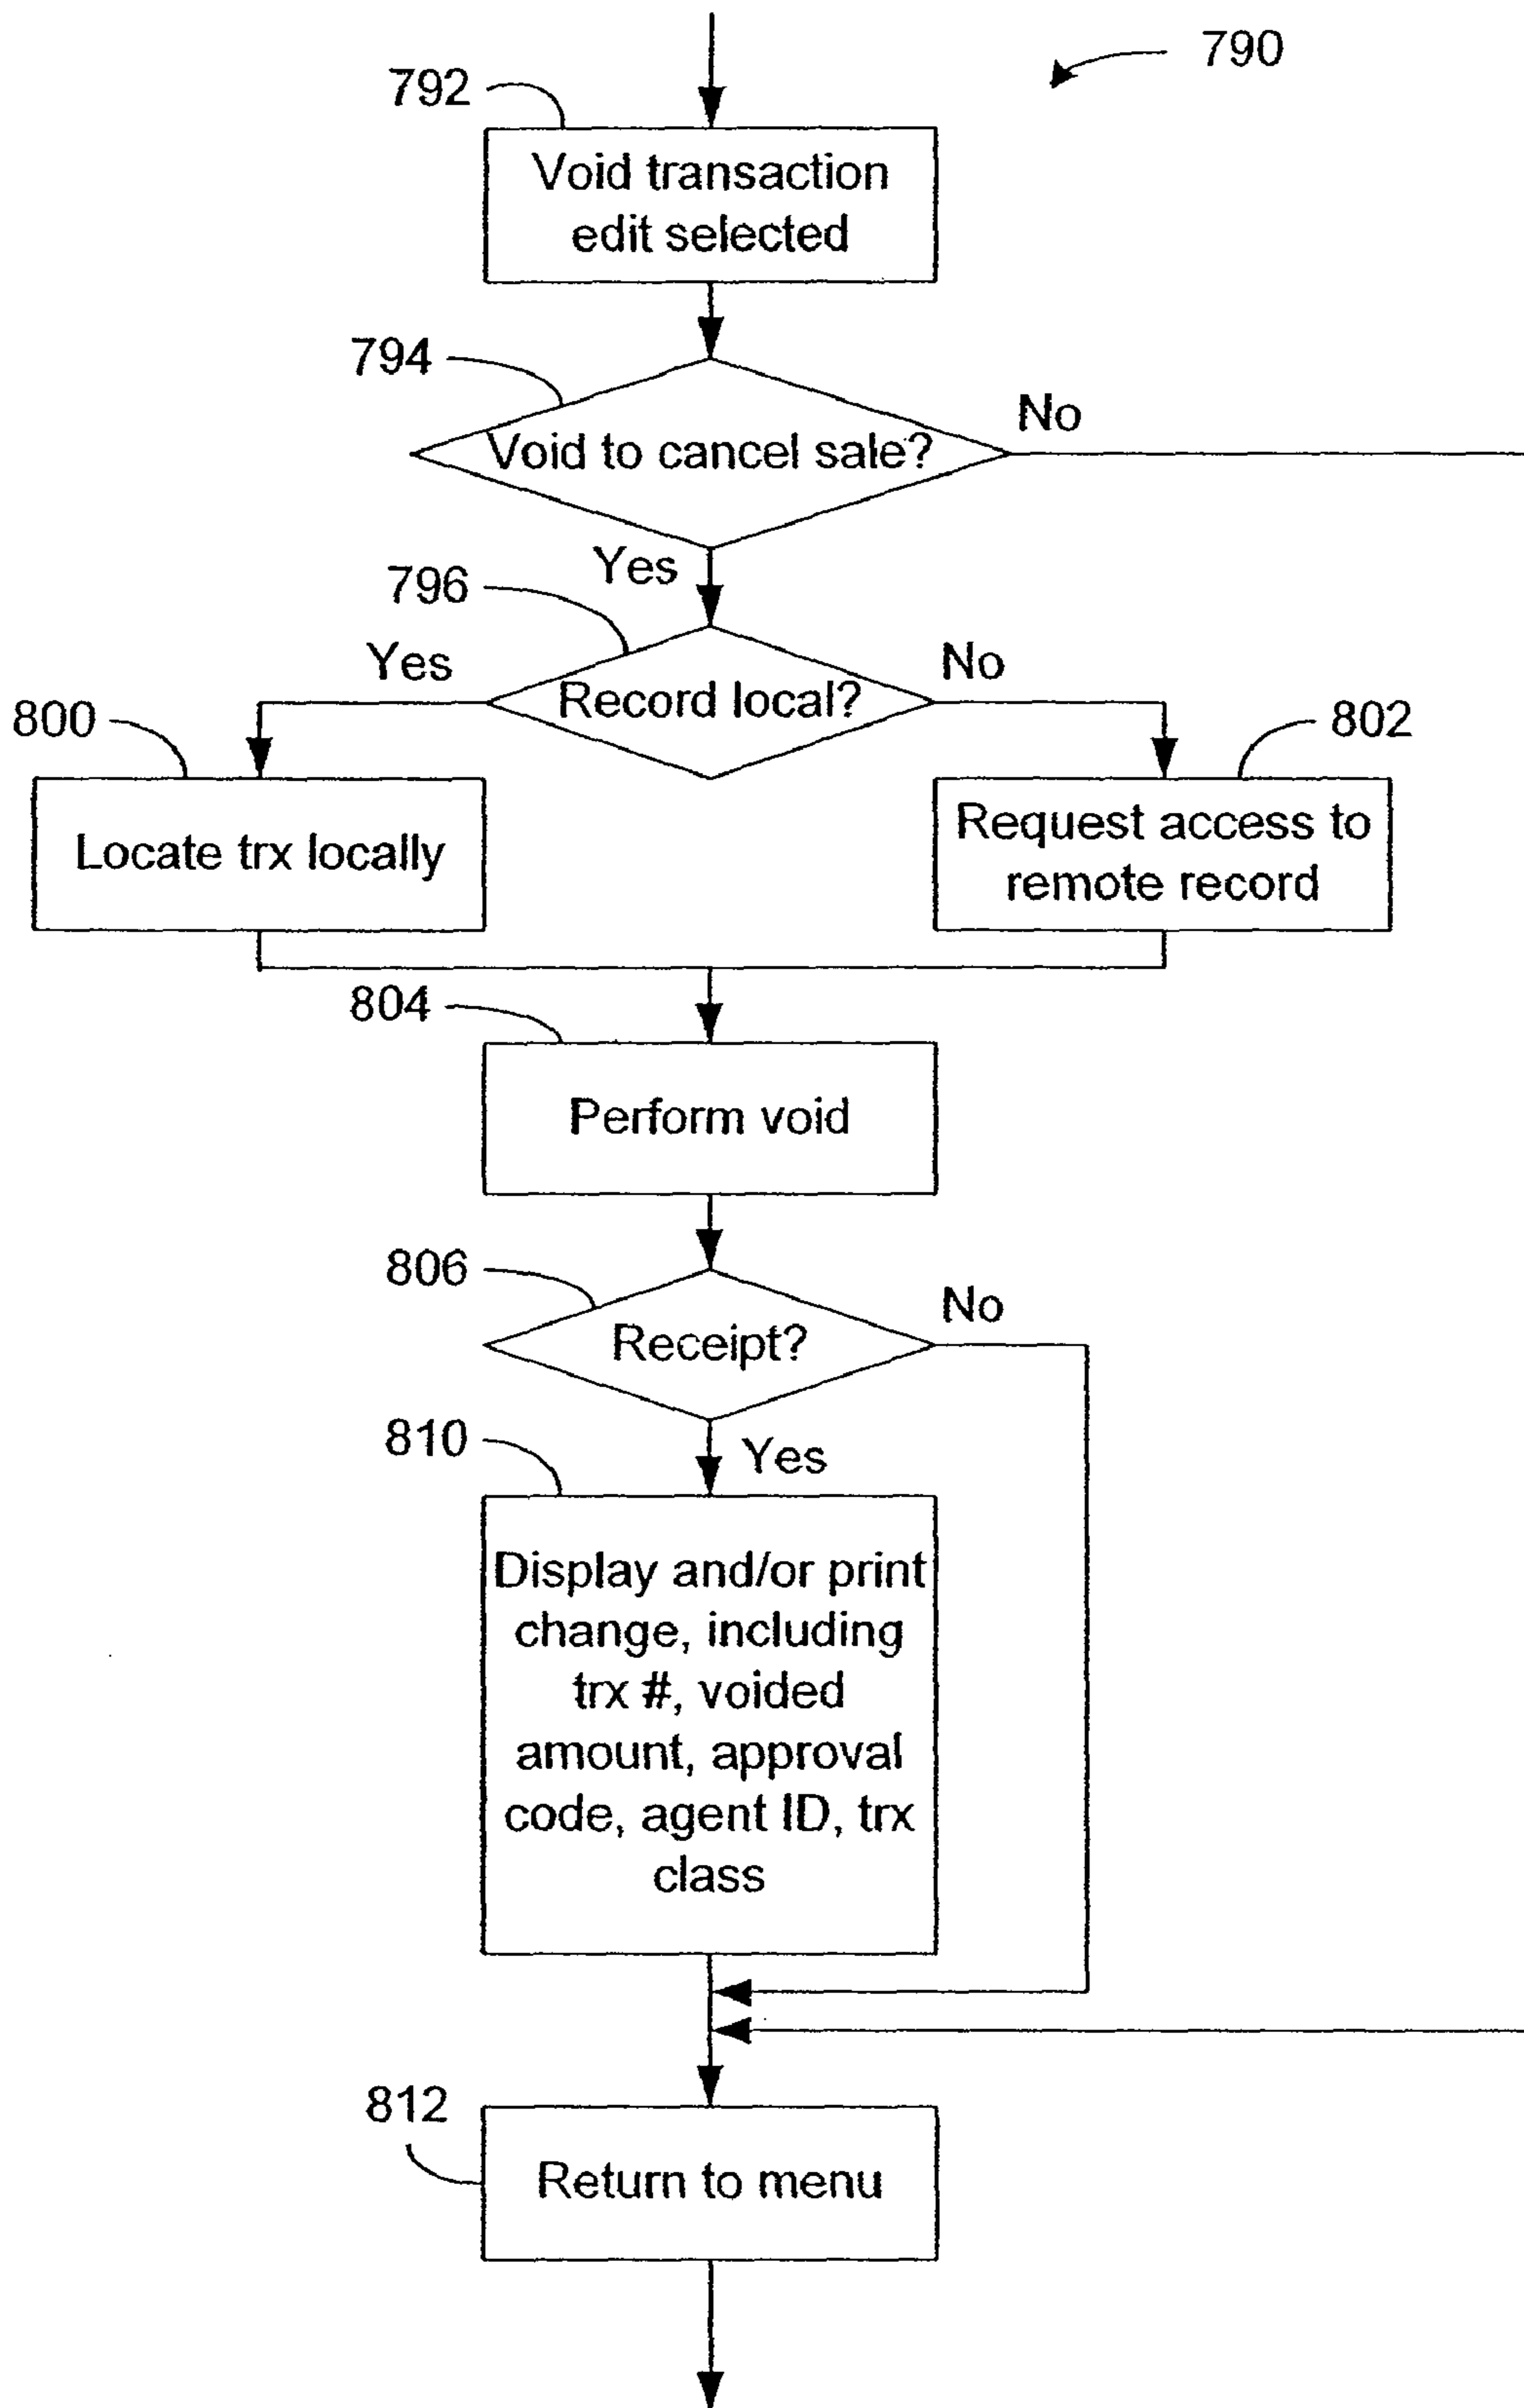 790
792
Void transaction
edit selected
794
Void to cancel sale?
No
Yes
796
Yes
Record local?
No
800
802
Locate trx locally
Request access to
remote record
804
Perform void
806
Receipt?
No
810
Yes
Display and/or print
change, including
trx #, voided
amount, approval
code, agent ID, trx
class
812
Return to menu